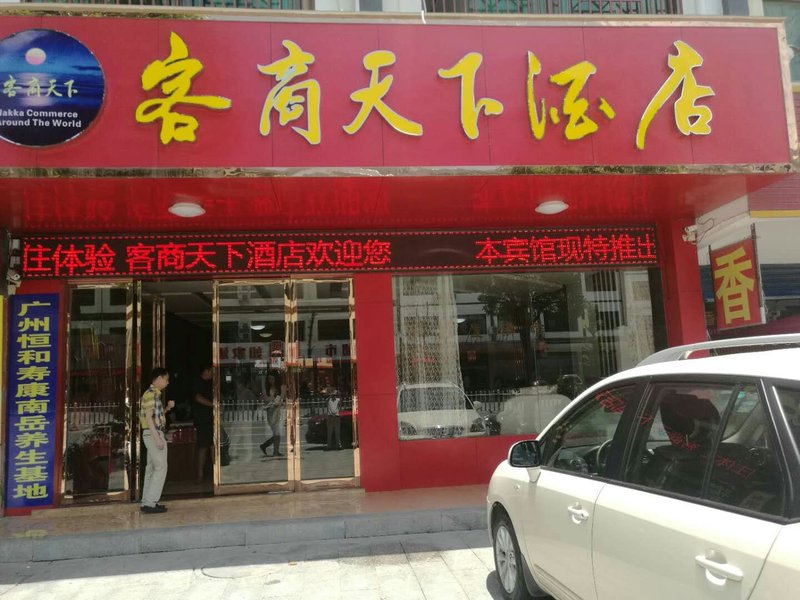 客商天下
Hakka Commerce
Around The World
客商天下酒店
往体验 客商天下酒店欢迎您 本宾馆现特推出
广州恒和寿康南岳养生基地
香